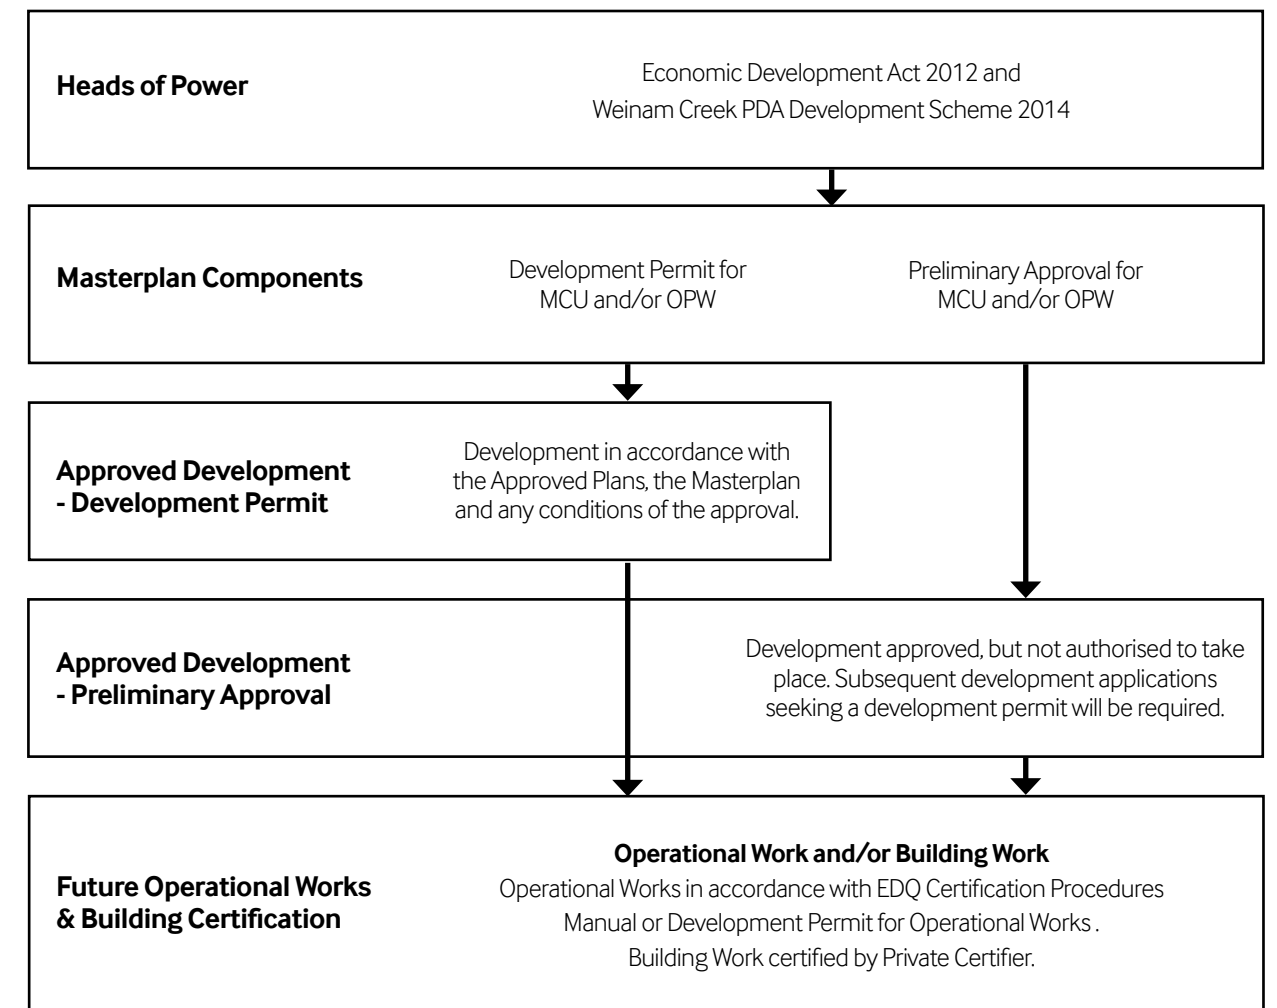 Heads of Power
Economic Development Act 2012 and
Weinam Creek PDA Development Scheme 2014
Masterplan Components
Development Permit for
MCU and/or OPW
Preliminary Approval for
MCU and/or OPW
Approved Development
- Development Permit
Development in accordance with
the Approved Plans, the Masterplan
and any conditions of the approval.
Approved Development
- Preliminary Approval
Development approved, but not authorised to take
place. Subsequent development applications
seeking a development permit will be required.
Future Operational Works
& Building Certification
Operational Work and/or Building Work
Operational Works in accordance with EDQ Certification Procedures
Manual or Development Permit for Operational Works .
Building Work certified by Private Certifier.